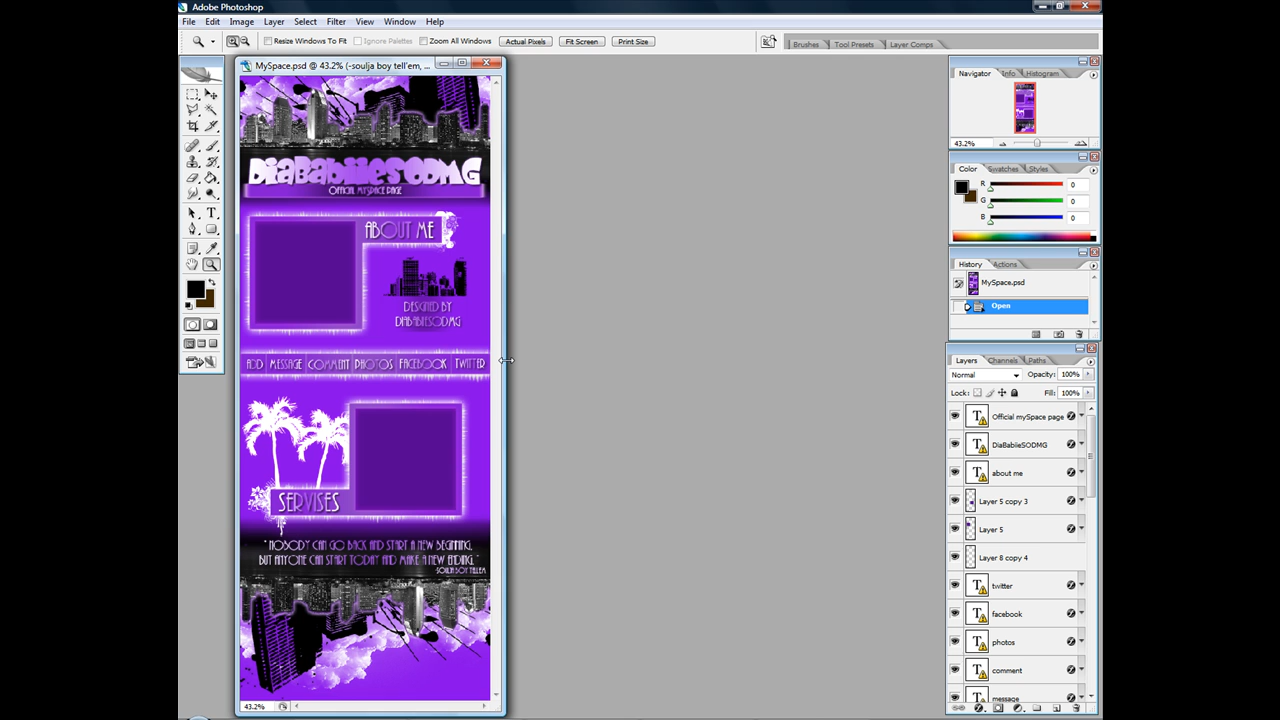 Adobe Photoshop
File Edit Image Layer Select Filter View Window Help
Resize Windows To Fit Ignore Palettes Zoom All Windows Actual Pixels Fit Screen Print Size
Brushes Tool Presets Layer Comps
MySpace.psd @ 43.2% (-soulja boy tell'em, ...
DiaBabiieSODMG
OFFICIAL MYSPACE PAGE
ABOUT ME
DESIGNED BY
DIABABIIESODMG
ADD MESSAGE COMMENT PHOTOS FACEBOOK TWITTER
SERVISES
" NOBODY CAN GO BACK AND START A NEW BEGINNING,
BUT ANYONE CAN START TODAY AND MAKE A NEW ENDING. "
-SOULJA BOY TELLEM
43.2%
Navigator Info Histogram
43.2%
Color Swatches Styles
R 0
G 0
B 0
History Actions
MySpace.psd
Open
Layers Channels Paths
Normal Opacity: 100%
Lock: Fill: 100%
T Official mySpace page
T DiaBabiieSODMG
T about me
Layer 5 copy 3
Layer 5
Layer 8 copy 4
T twitter
T facebook
T photos
T comment
T message